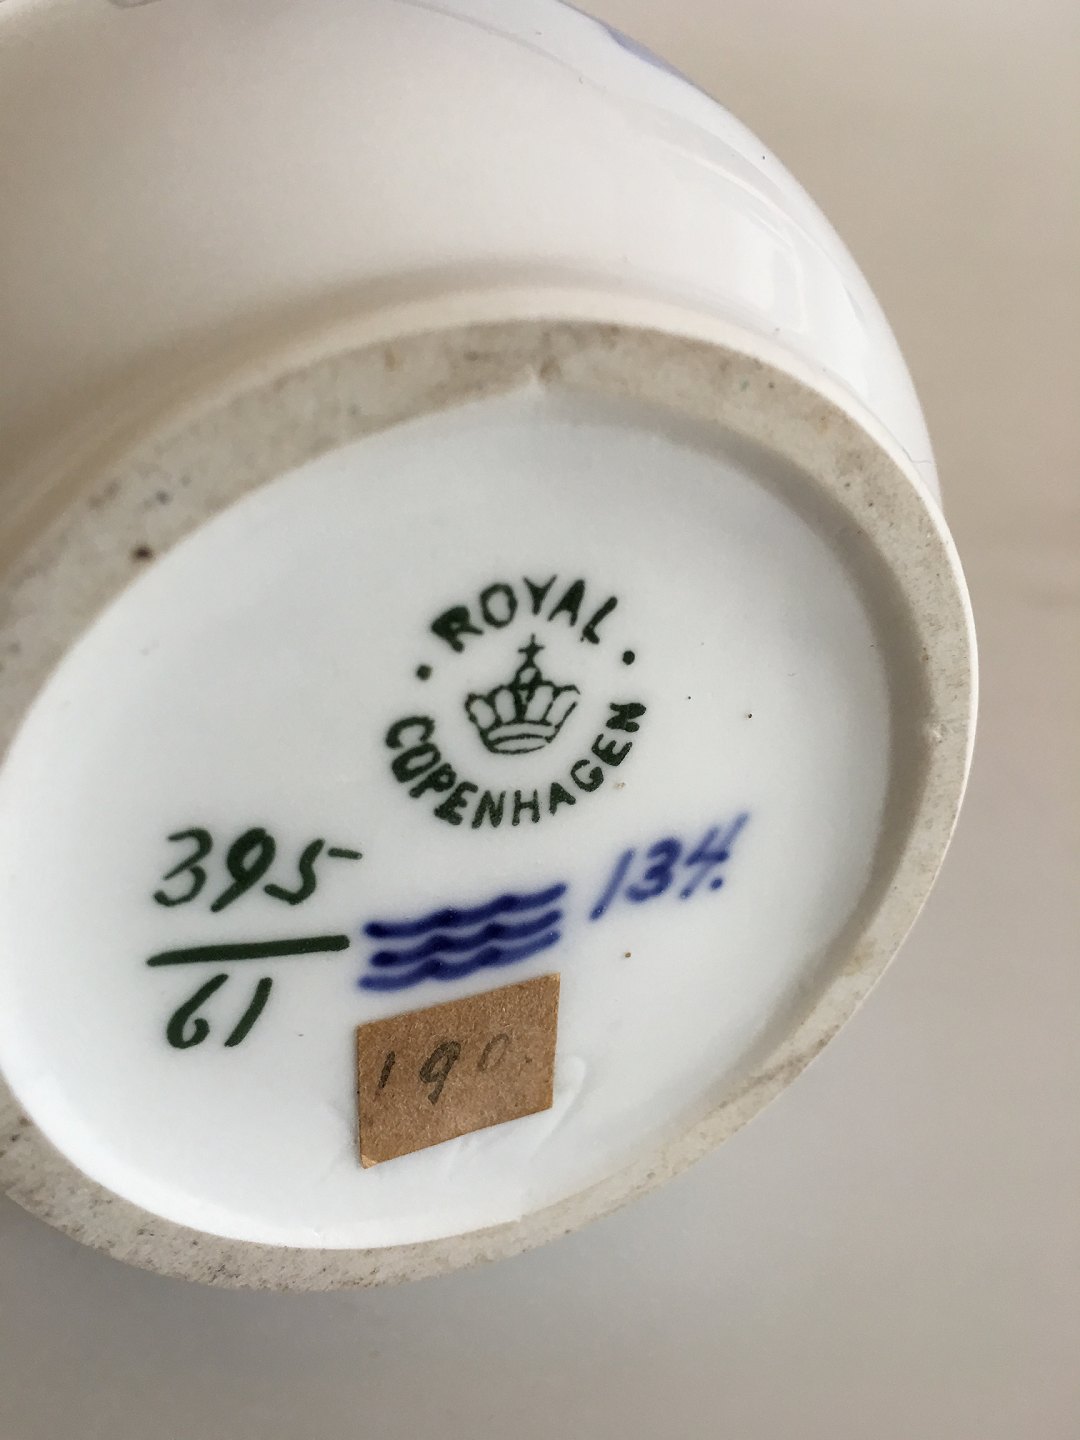 ROYAL
COPENHAGEN
395
61
134.
190.